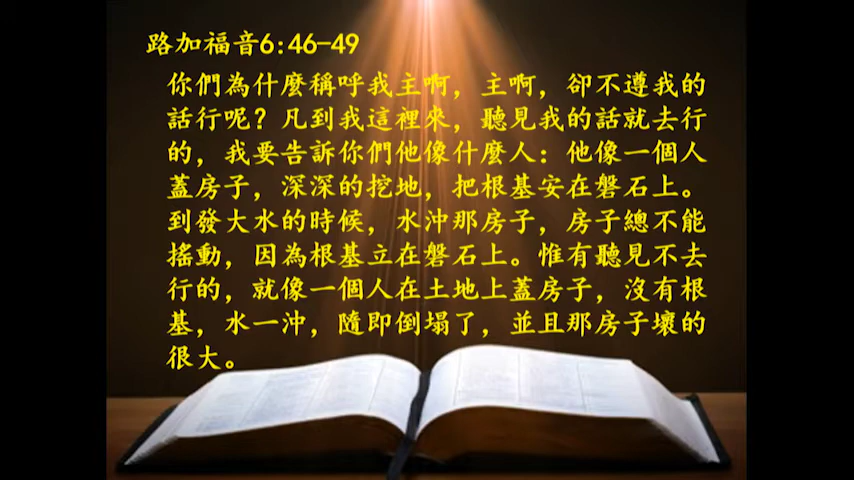 路加福音6:46-49
你們為什麼稱呼我主啊，主啊，卻不遵我的
話行呢？凡到我這裡來，聽見我的話就去行
的，我要告訴你們他像什麼人：他像一個人
蓋房子，深深的挖地，把根基安在磐石上。
到發大水的時候，水沖那房子，房子總不能
搖動，因為根基立在磐石上。惟有聽見不去
行的，就像一個人在土地上蓋房子，沒有根
基，水一沖，隨即倒塌了，並且那房子壞的
很大。